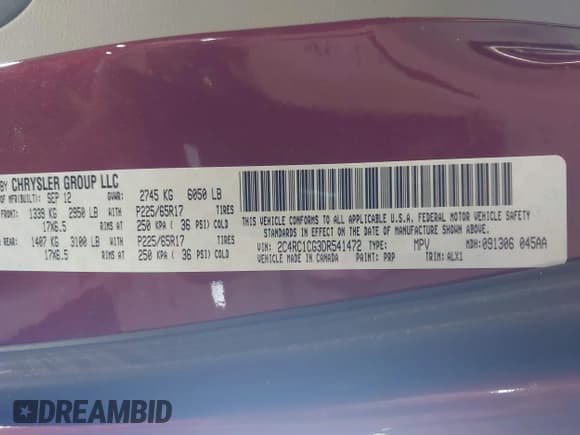 BY CHRYSLER GROUP LLC
OF MFR(BUILT): SEP 12 GVWR: 2745 KG 6050 LB
FRONT: 1339 KG 2950 LB WITH P225/65R17 TIRES
17X6.5 AT 250 KPA ( 36 PSI) COLD
REAR: 1407 KG 3100 LB WITH P225/65R17 TIRES
17X6.5 AT 250 KPA ( 36 PSI) COLD
THIS VEHICLE CONFORMS TO ALL APPLICABLE U.S.A. FEDERAL MOTOR VEHICLE SAFETY
STANDARDS IN EFFECT ON THE DATE OF MANUFACTURE SHOWN ABOVE.
VIN: 2C4RC1CG3DR541472 TYPE: MPV MDH: 091306 045AA
VEHICLE MADE IN CANADA PAINT: PRP TRIM: ALX1
DREAMBID